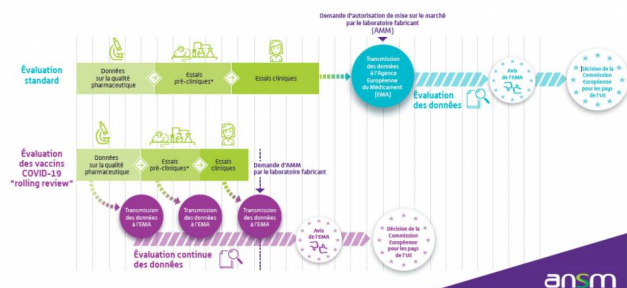 Demande d'autorisation de mise sur le marché
par le laboratoire fabricant
(AMM)
Évaluation
standard
Données
sur la qualité
pharmaceutique
Essais
pré-cliniques*
Essais cliniques
Transmission
des données
à l'Agence
Européenne
du Médicament
(EMA)
Évaluation
des données
Avis
de l'EMA
Décision de la
Commission
Européenne
pour les pays
de l'UE
Évaluation
des vaccins
COVID-19
"rolling review"
Données
sur la qualité
pharmaceutique
Essais
pré-cliniques*
Essais
cliniques
Demande d'AMM
par le laboratoire fabricant
Transmission
des données
à l'EMA
Transmission
des données
à l'EMA
Transmission
des données
à l'EMA
Évaluation continue
des données
Avis
de l'EMA
Décision de la
Commission
Européenne
pour les pays
de l'UE
ansm